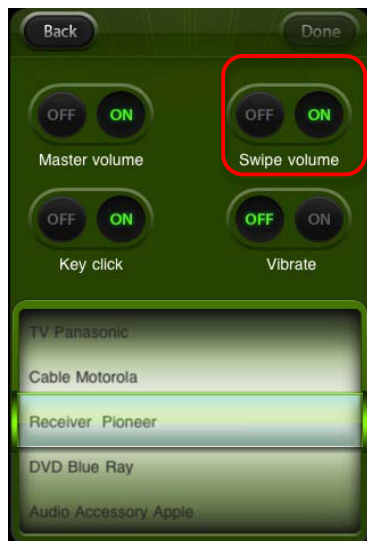 Back Done
OFF ON OFF ON
Master volume Swipe volume
OFF ON OFF ON
Key click Vibrate
TV Panasonic
Cable Motorola
Receiver Pioneer
DVD Blue Ray
Audio Accessory Apple